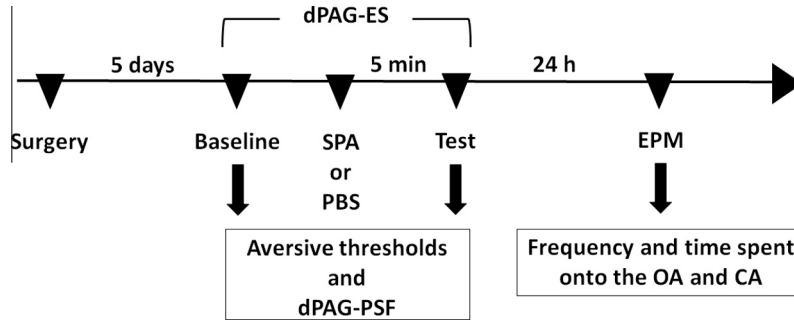 dPAG-ES
5 days
5 min
24 h
Surgery
Baseline
SPA
or
PBS
Test
EPM
Aversive thresholds
and
dPAG-PSF
Frequency and time spent
onto the OA and CA